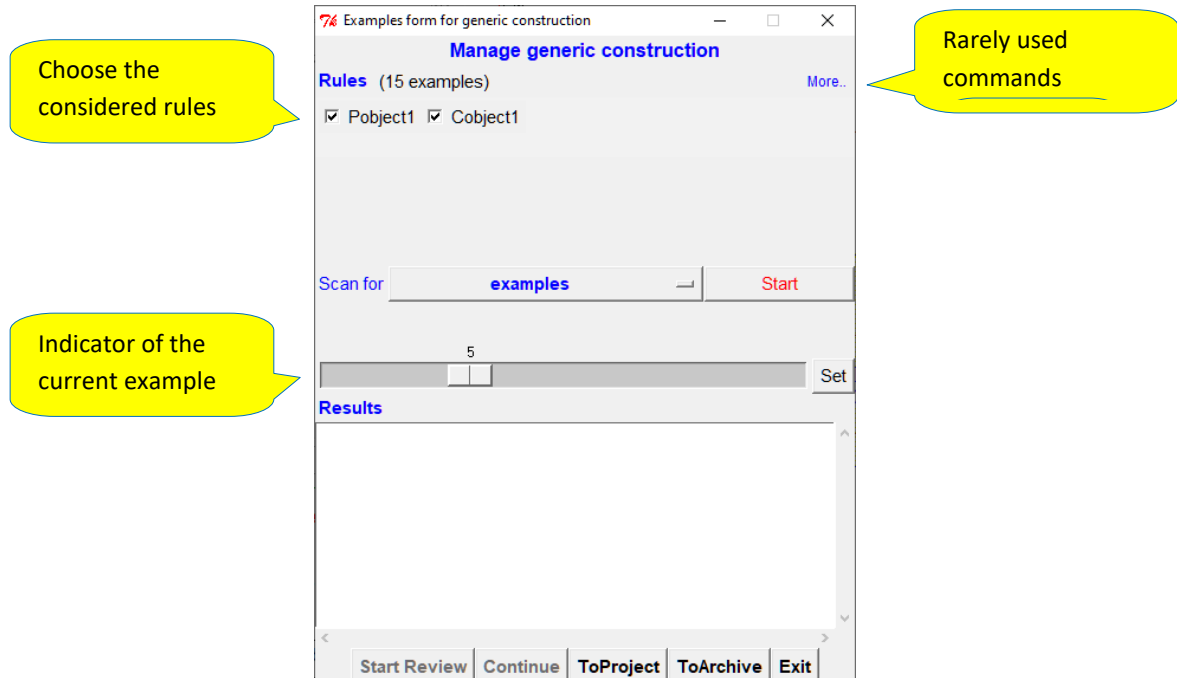 Examples form for generic construction
Manage generic construction
Rules (15 examples) More..
Pobject1 Cobject1
Scan for examples Start
5
Set
Results
Start Review Continue ToProject ToArchive Exit
Choose the
considered rules
Rarely used
commands
Indicator of the
current example